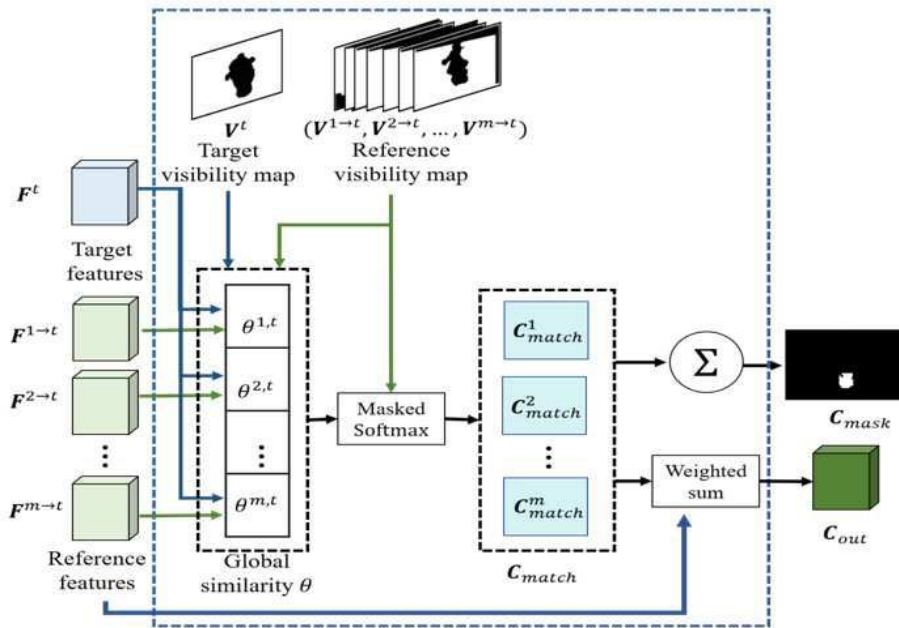 V^t
Target
visibility map
(V^{1→t}, V^{2→t}, ..., V^{m→t})
Reference
visibility map
F^t
Target
features
F^{1→t}
F^{2→t}
⋮
F^{m→t}
Reference
features
θ^{1,t}
θ^{2,t}
⋮
θ^{m,t}
Global
similarity θ
Masked
Softmax
C^1_{match}
C^2_{match}
⋮
C^m_{match}
C_{match}
Σ
Weighted
sum
C_{mask}
C_{out}